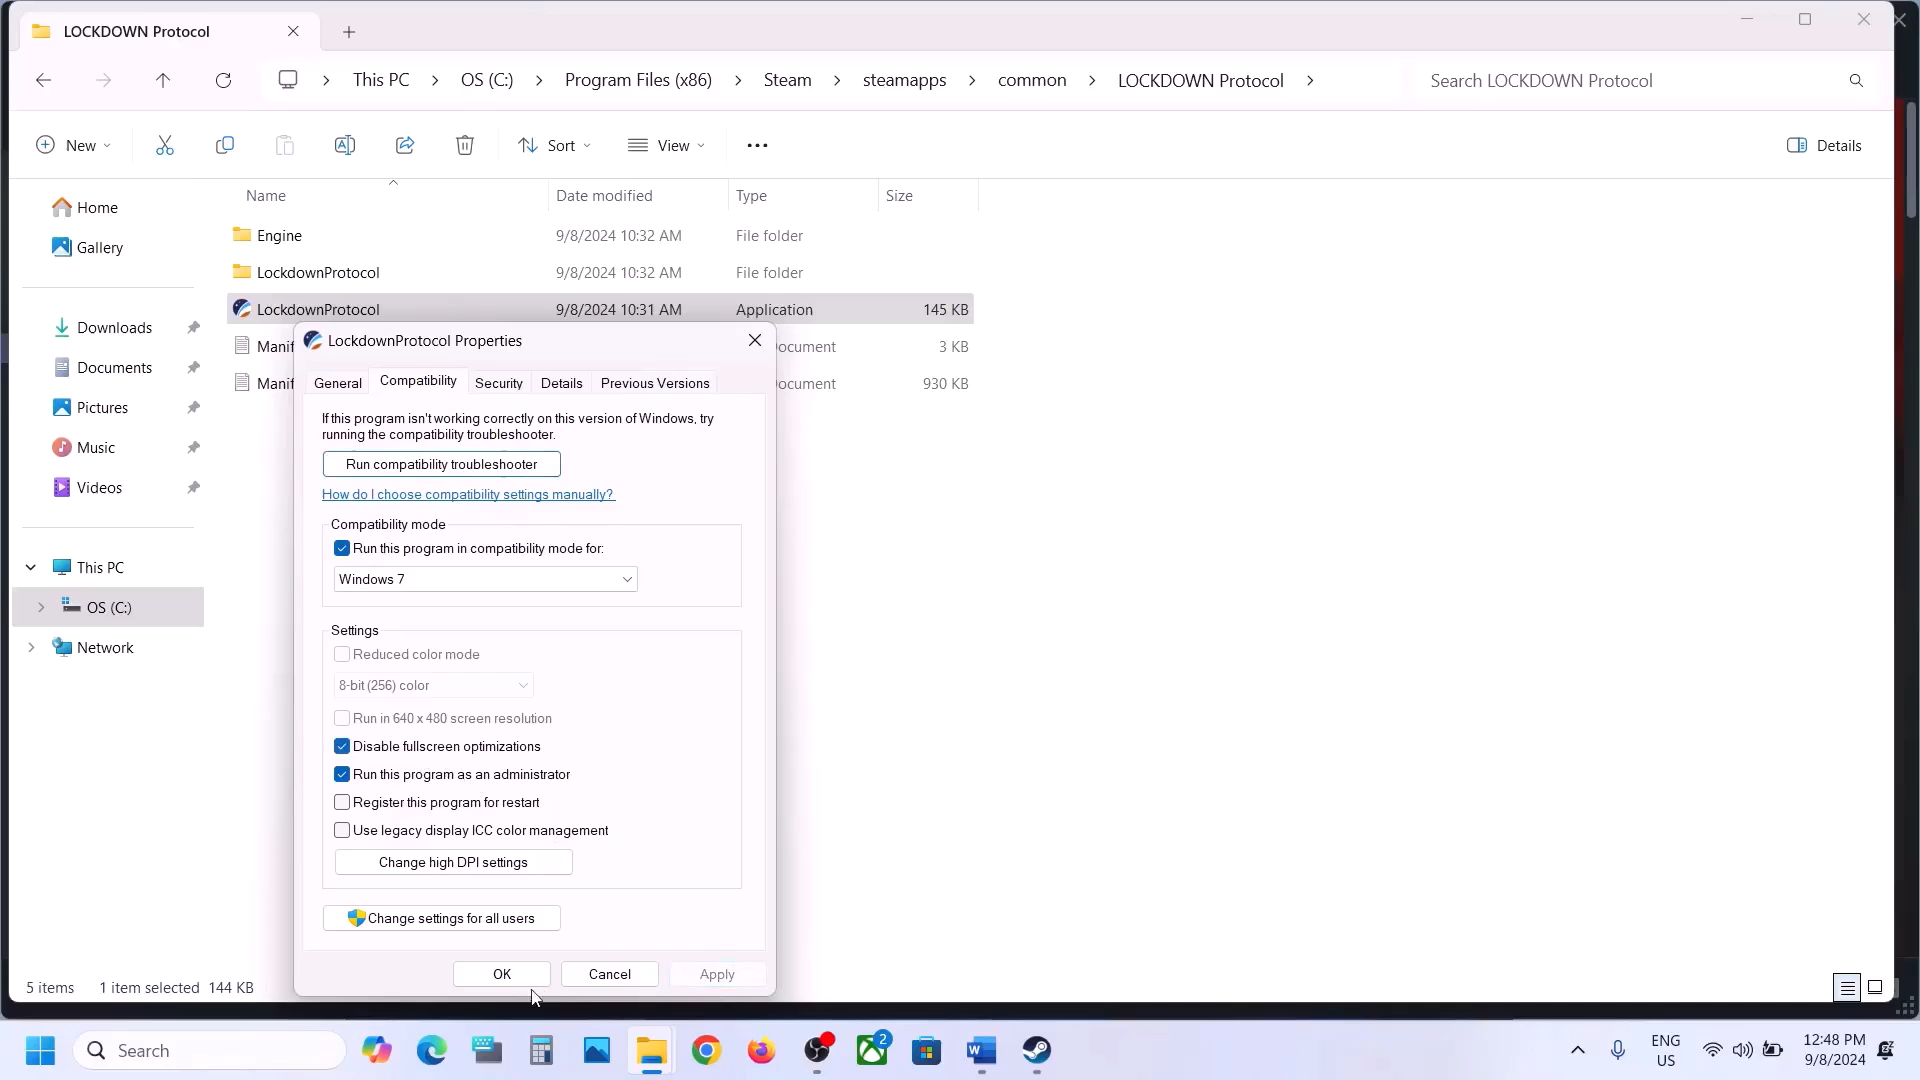 LOCKDOWN Protocol
This PC
OS (C:)
Program Files (x86)
Steam
steamapps
common
LOCKDOWN Protocol
Search LOCKDOWN Protocol
New
Sort
View
Details
Name
Date modified
Type
Size
Home
Gallery
Downloads
Documents
Pictures
Music
Videos
This PC
OS (C:)
Network
Engine 9/8/2024 10:32 AM File folder
LockdownProtocol 9/8/2024 10:32 AM File folder
LockdownProtocol 9/8/2024 10:31 AM Application 145 KB
Manif ocument 3 KB
Manif ocument 930 KB
LockdownProtocol Properties
General Compatibility Security Details Previous Versions
If this program isn't working correctly on this version of Windows, try
running the compatibility troubleshooter.
Run compatibility troubleshooter
How do I choose compatibility settings manually?
Compatibility mode
Run this program in compatibility mode for:
Windows 7
Settings
Reduced color mode
8-bit (256) color
Run in 640 x 480 screen resolution
Disable fullscreen optimizations
Run this program as an administrator
Register this program for restart
Use legacy display ICC color management
Change high DPI settings
Change settings for all users
OK Cancel Apply
5 items 1 item selected 144 KB
Search
2
ENG
US
12:48 PM
9/8/2024